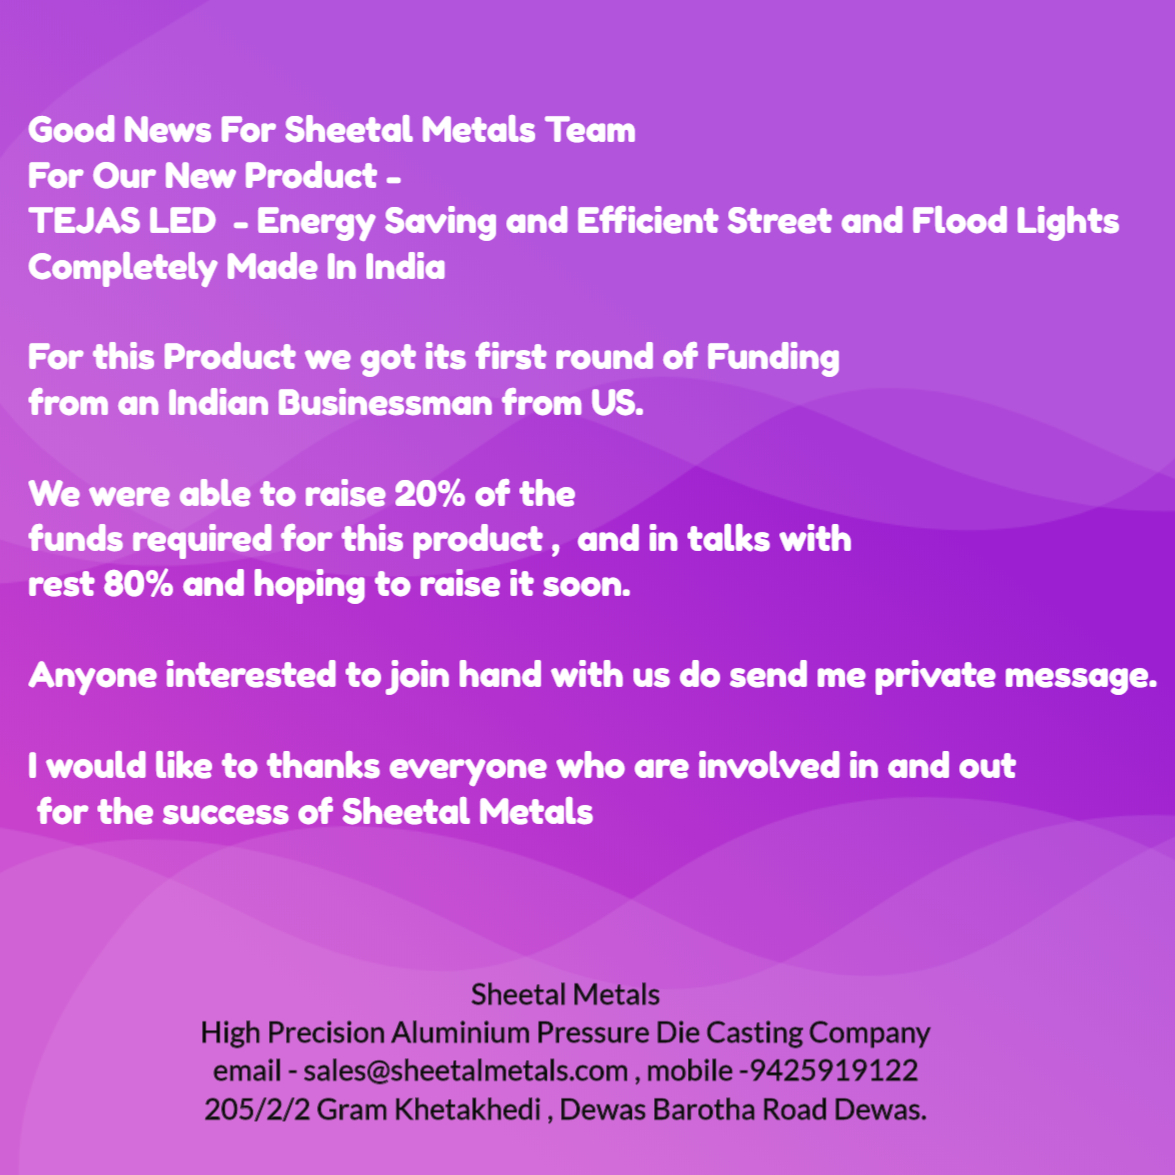 Good News For Sheetal Metals Team
For Our New Product -
TEJAS LED  - Energy Saving and Efficient Street and Flood Lights
Completely Made In India
For this Product we got its first round of Funding
from an Indian Businessman from US.
We were able to raise 20% of the
funds required for this product ,  and in talks with
rest 80% and hoping to raise it soon.
Anyone interested to join hand with us do send me private message.
I would like to thanks everyone who are involved in and out
for the success of Sheetal Metals
Sheetal Metals
High Precision Aluminium Pressure Die Casting Company
email - sales@sheetalmetals.com , mobile -9425919122
205/2/2 Gram Khetakhedi , Dewas Barotha Road Dewas.